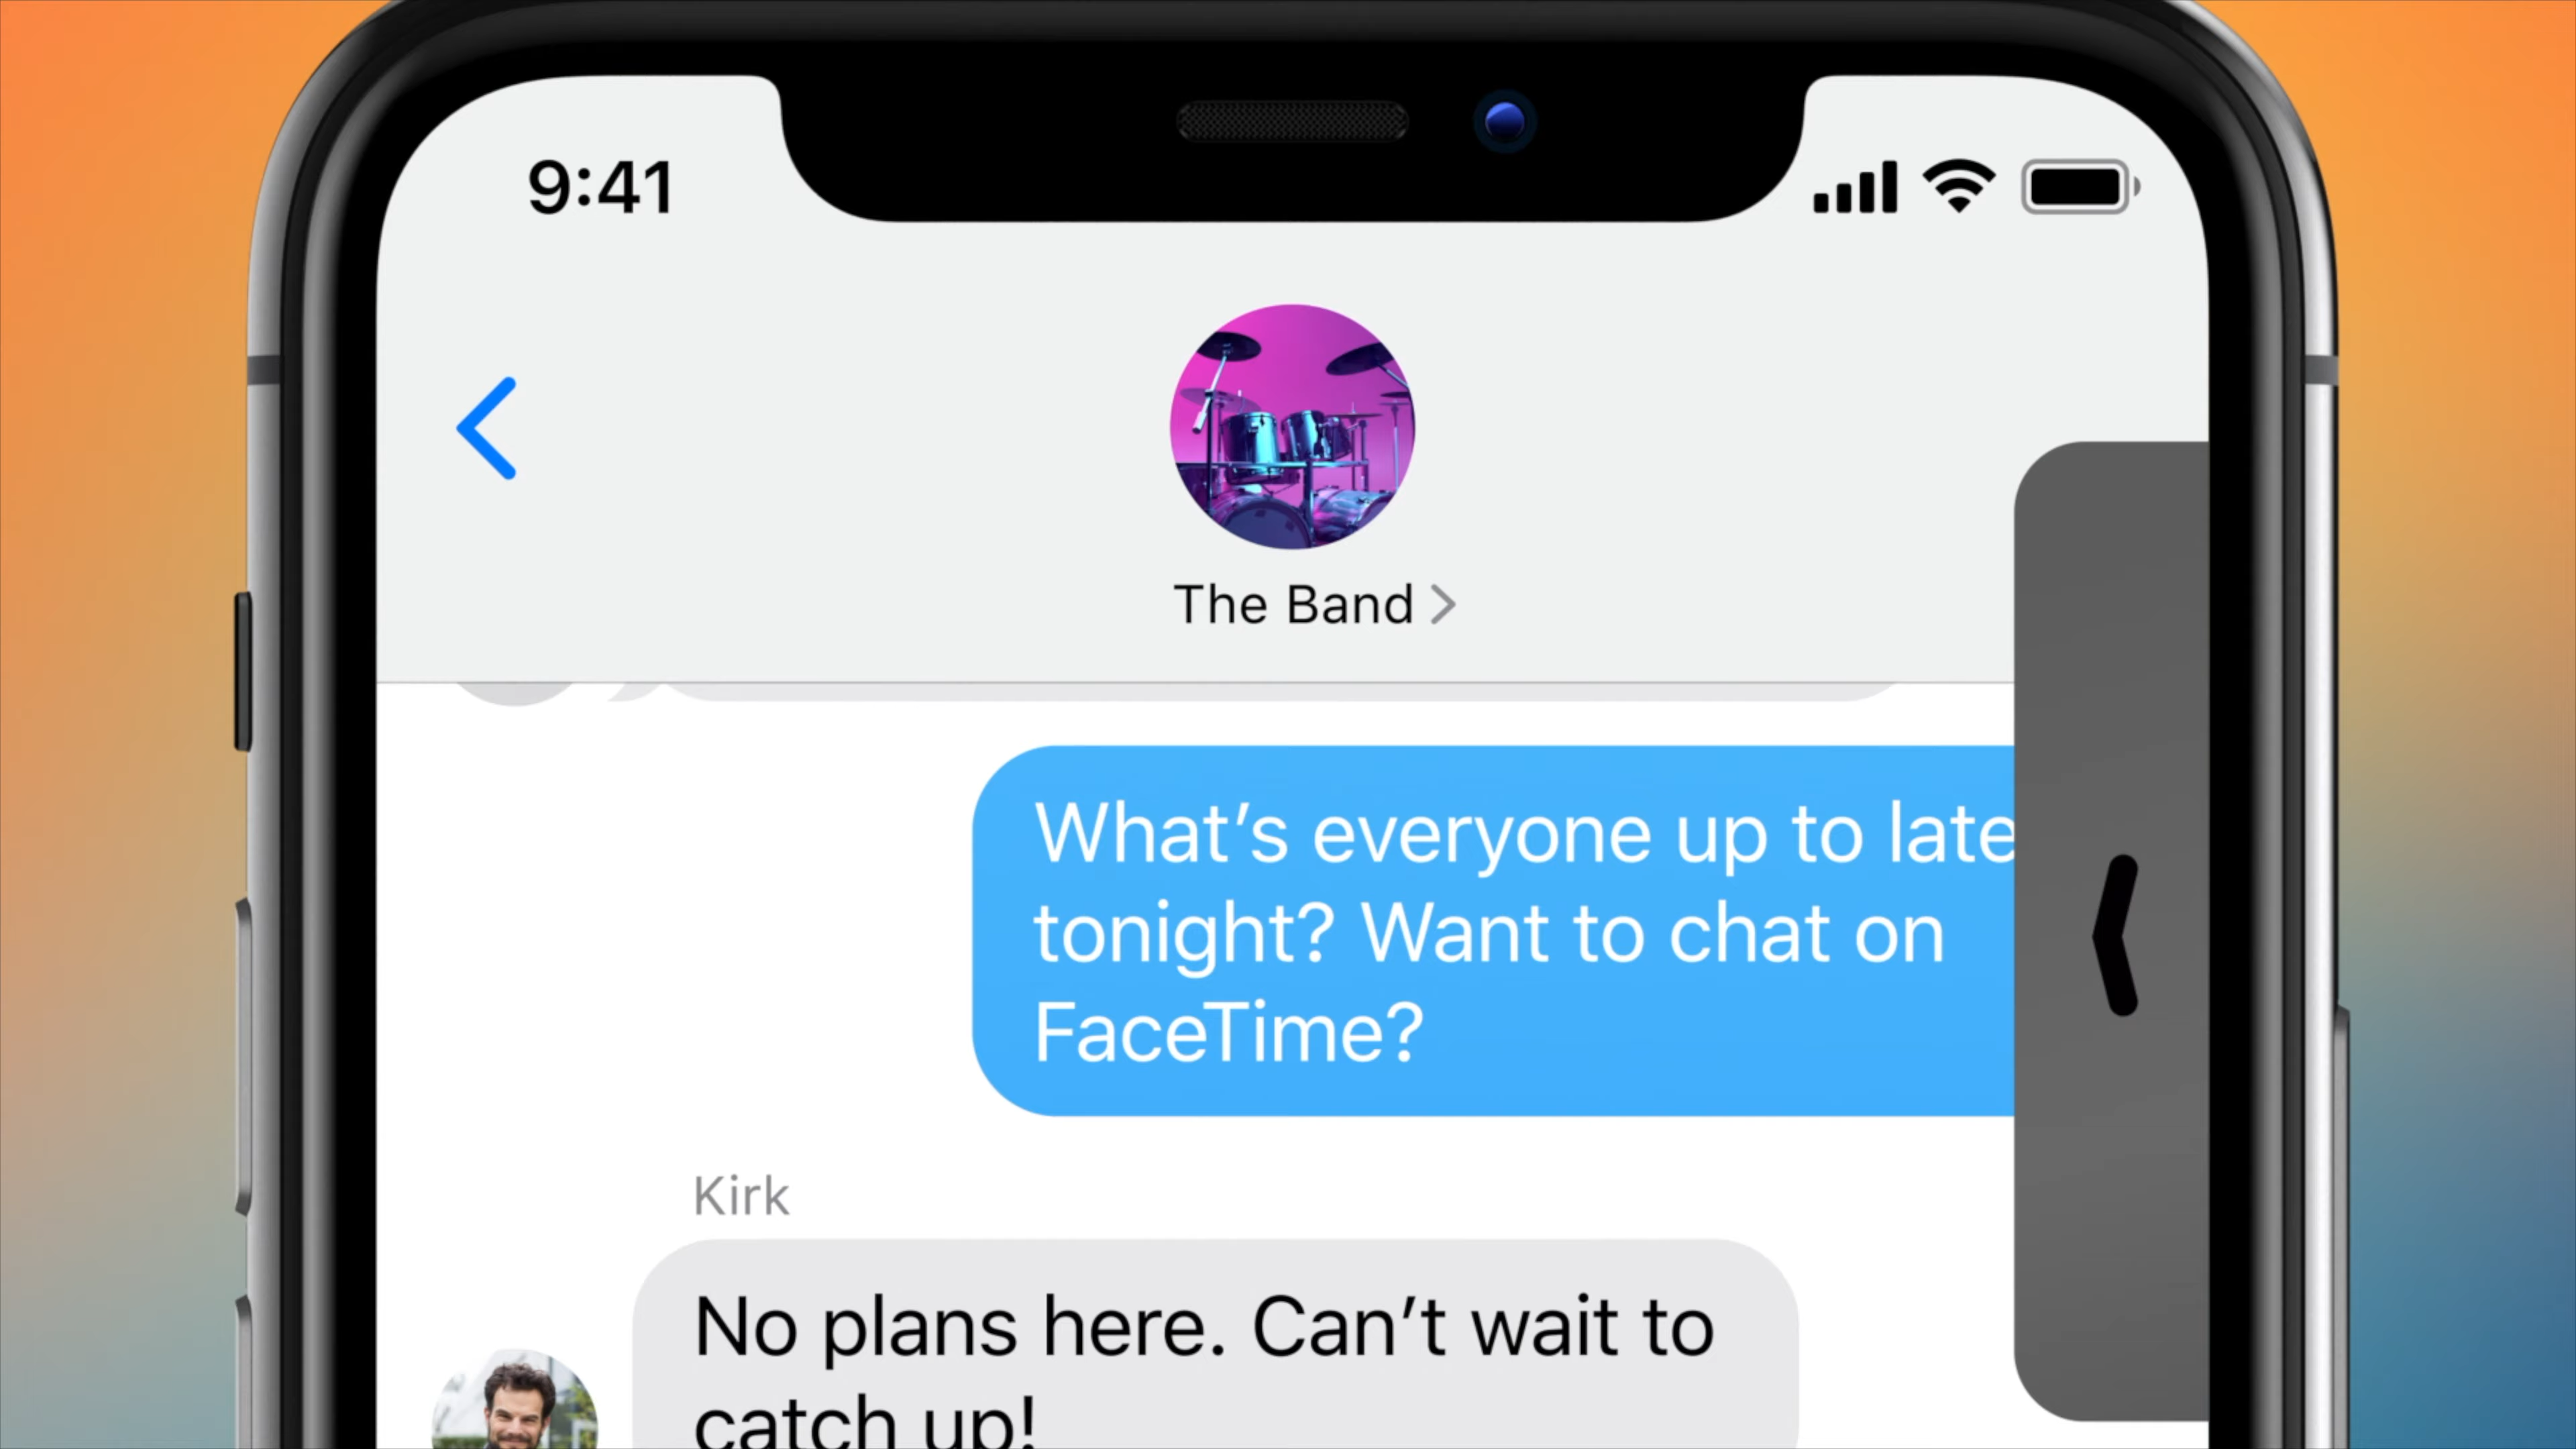 9:41
The Band
What’s everyone up to late
tonight? Want to chat on
FaceTime?
Kirk
No plans here. Can’t wait to
catch up!